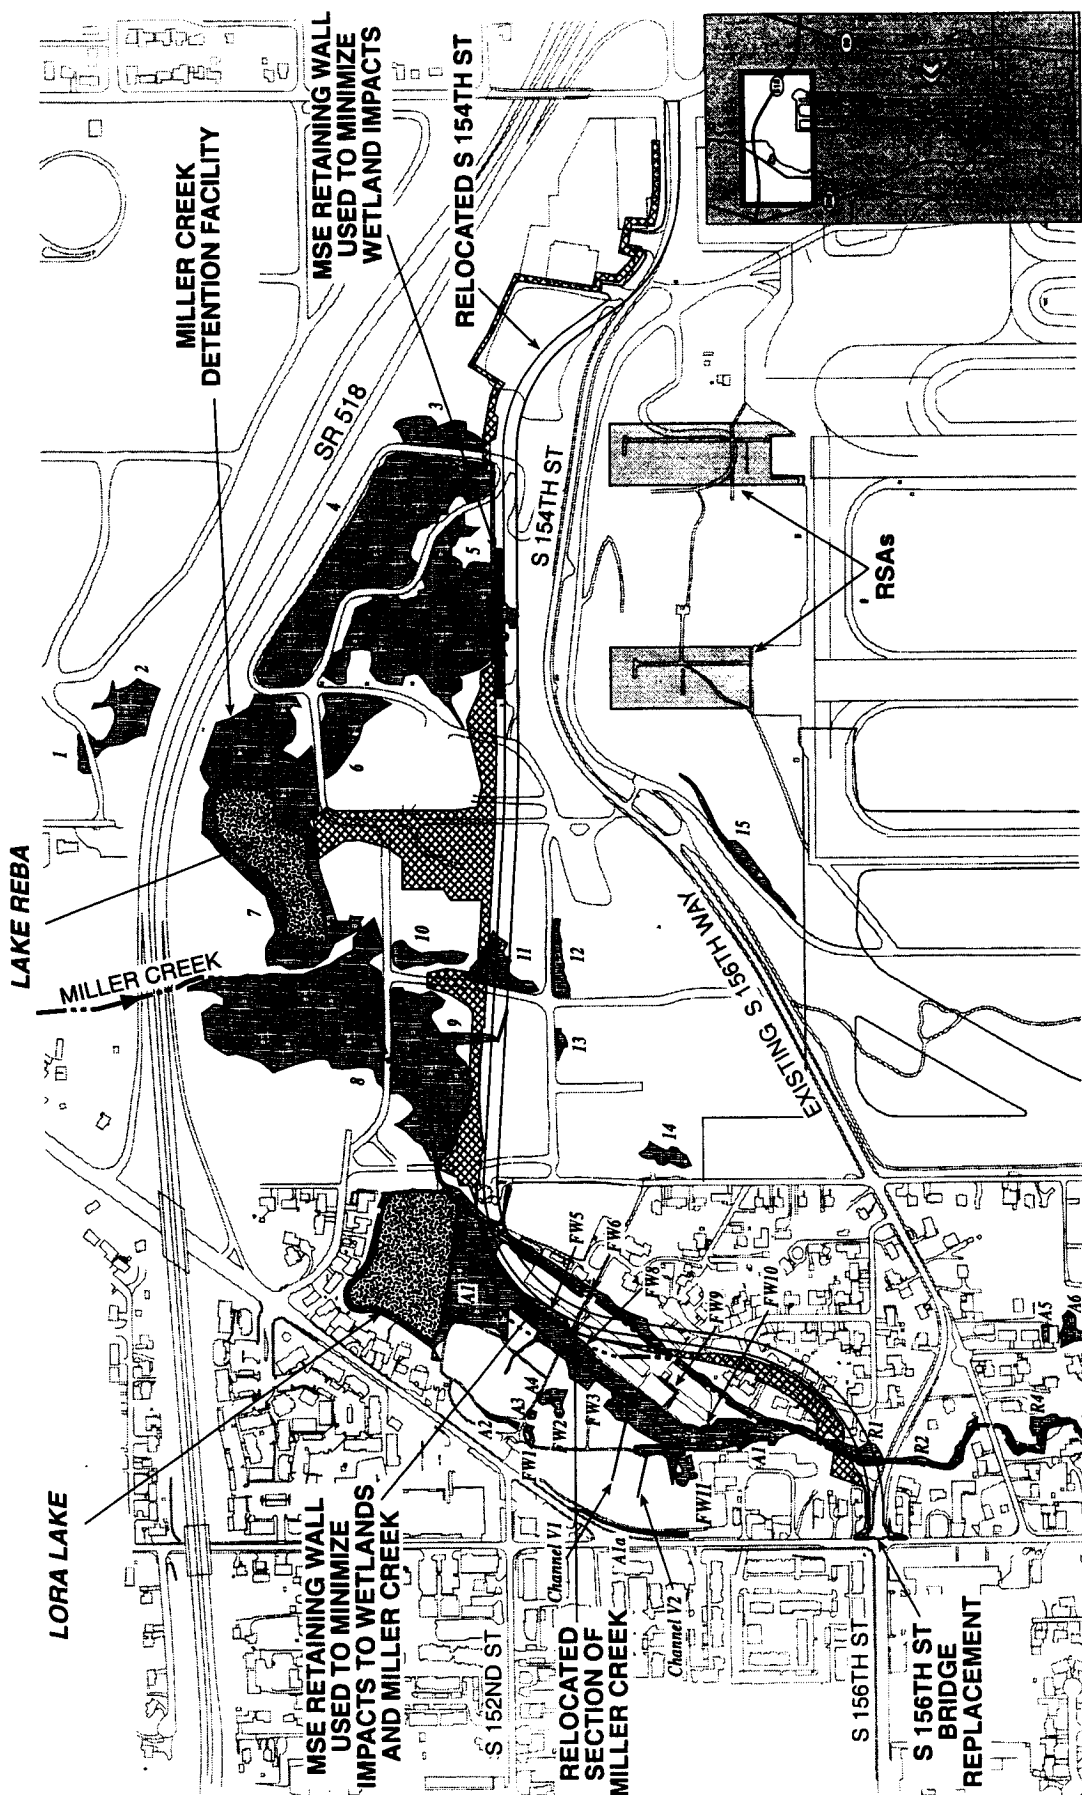 LORA LAKE
LAKE REBA
MILLER CREEK
DETENTION FACILITY
MSE RETAINING WALL
USED TO MINIMIZE
WETLAND IMPACTS
RELOCATED S 154TH ST
SR 518
MILLER CREEK
1
2
3
4
5
6
7
8
9
10
11
12
13
14
15
S 154TH ST
RSAs
EXISTING S 156TH WAY
MSE RETAINING WALL
USED TO MINIMIZE
IMPACTS TO WETLANDS
AND MILLER CREEK
S 152ND ST
RELOCATED
SECTION OF
MILLER CREEK
Channel V1
A1a
Channel V2
A1
A2
A3
A4
FW1
FW2
FW3
FW5
FW6
FW8
FW9
FW10
FW11
A1
R1
R2
R4
A5
A6
S 156TH ST
S 156TH ST
BRIDGE
REPLACEMENT